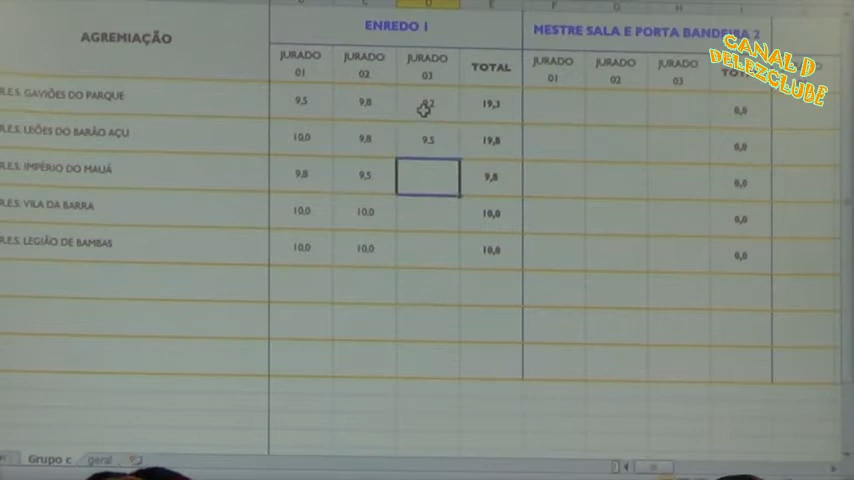 AGREMIAÇÃO
ENREDO 1
MESTRE SALA E PORTA BANDEIRA 2
JURADO 01
JURADO 02
JURADO 03
TOTAL
JURADO 01
JURADO 02
JURADO 03
R.E.S. GAVIÕES DO PARQUE 9,5 9,8 19,3 0,0
R.E.S. LEÕES DO BARÃO AÇU 10,0 9,8 9,5 19,8 0,0
R.E.S. IMPÉRIO DO MAUÁ 9,8 9,5 9,8 0,0
R.E.S. VILA DA BARRA 10,0 10,0 10,0 0,0
R.E.S. LEGIÃO DE BAMBAS 10,0 10,0 10,0 0,0
Grupo c geral
CANAL D
DELEZCLUBE